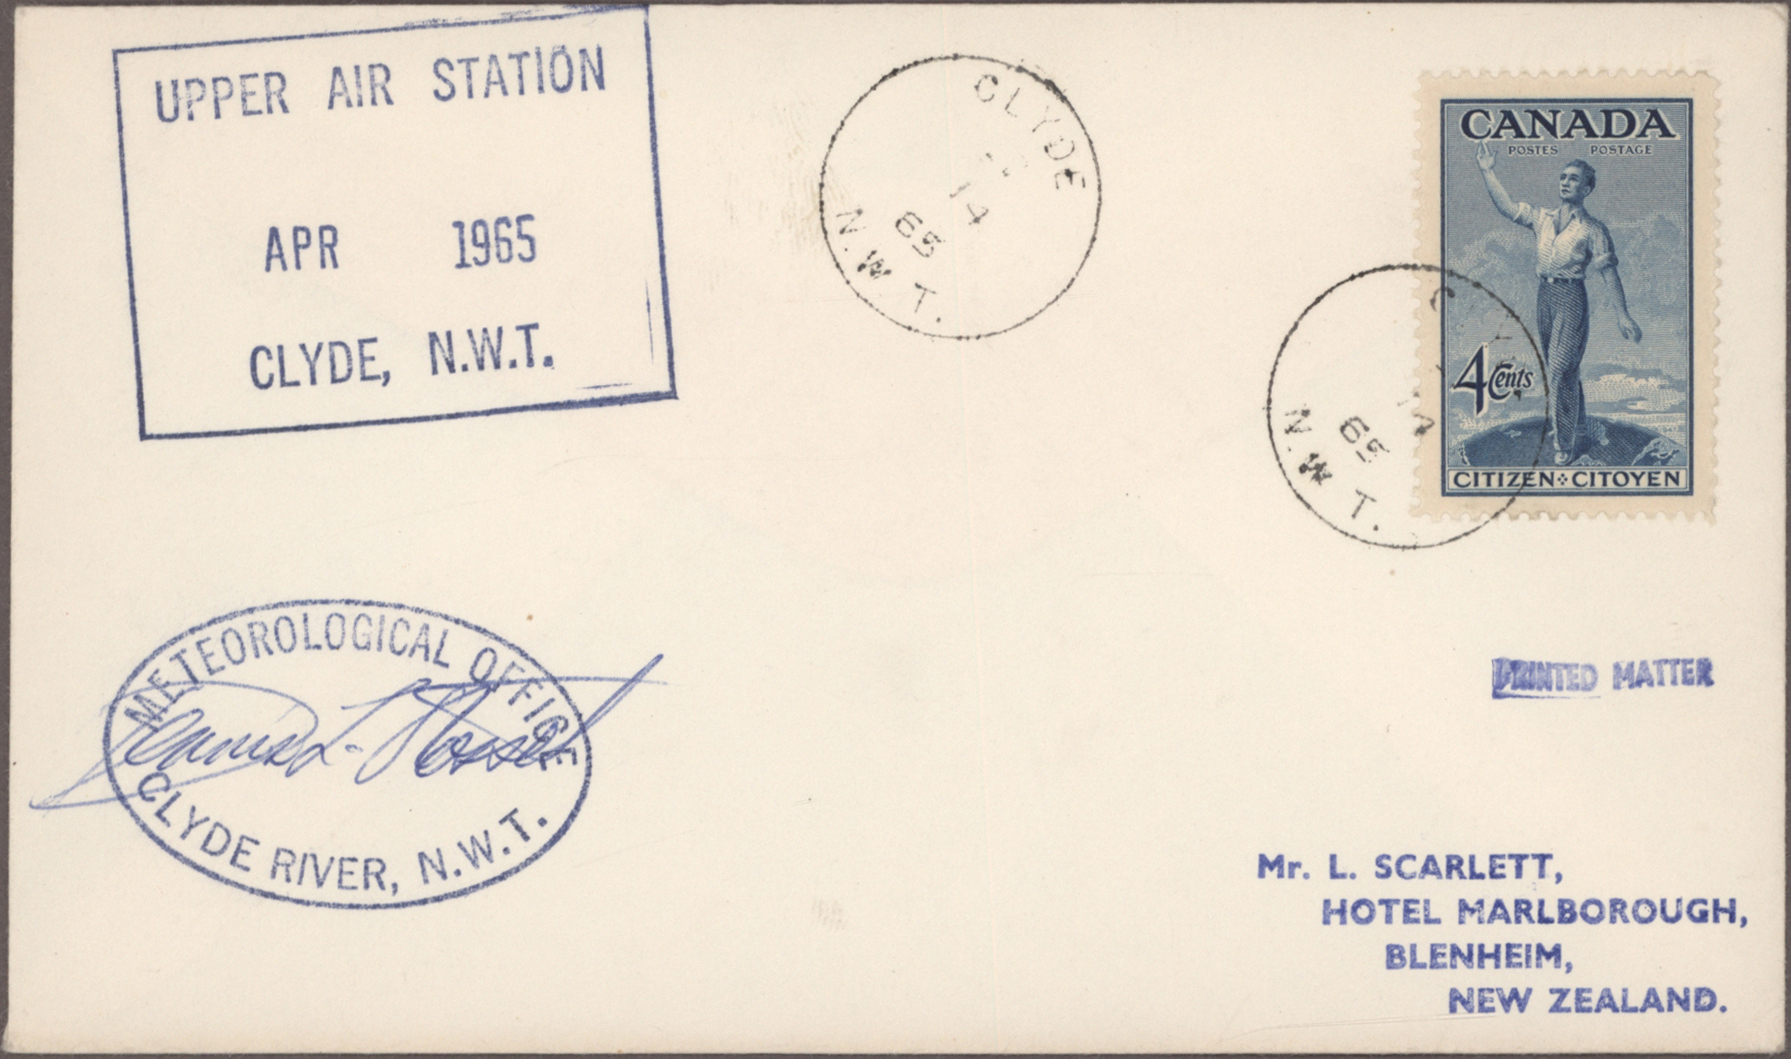 UPPER AIR STATION
APR 1965
CLYDE, N.W.T.
CLYDE
14
65
N.W.T.
CANADA
POSTES POSTAGE
4 Cents
CITIZEN CITOYEN
65
N.W.T.
METEOROLOGICAL OFFICE
CLYDE RIVER, N.W.T.
PRINTED MATTER
Mr. L. SCARLETT,
HOTEL MARLBOROUGH,
BLENHEIM,
NEW ZEALAND.